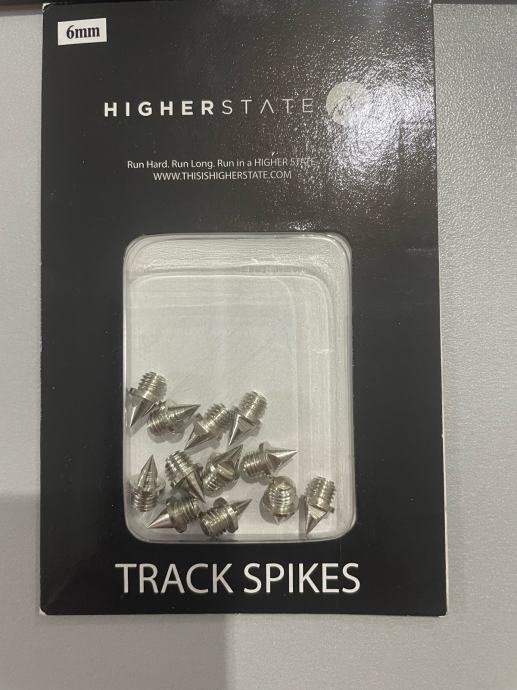 6mm
HIGHERSTATE
Run Hard. Run Long. Run in a HIGHER STATE
WWW.THISISHIGHERSTATE.COM
TRACK SPIKES